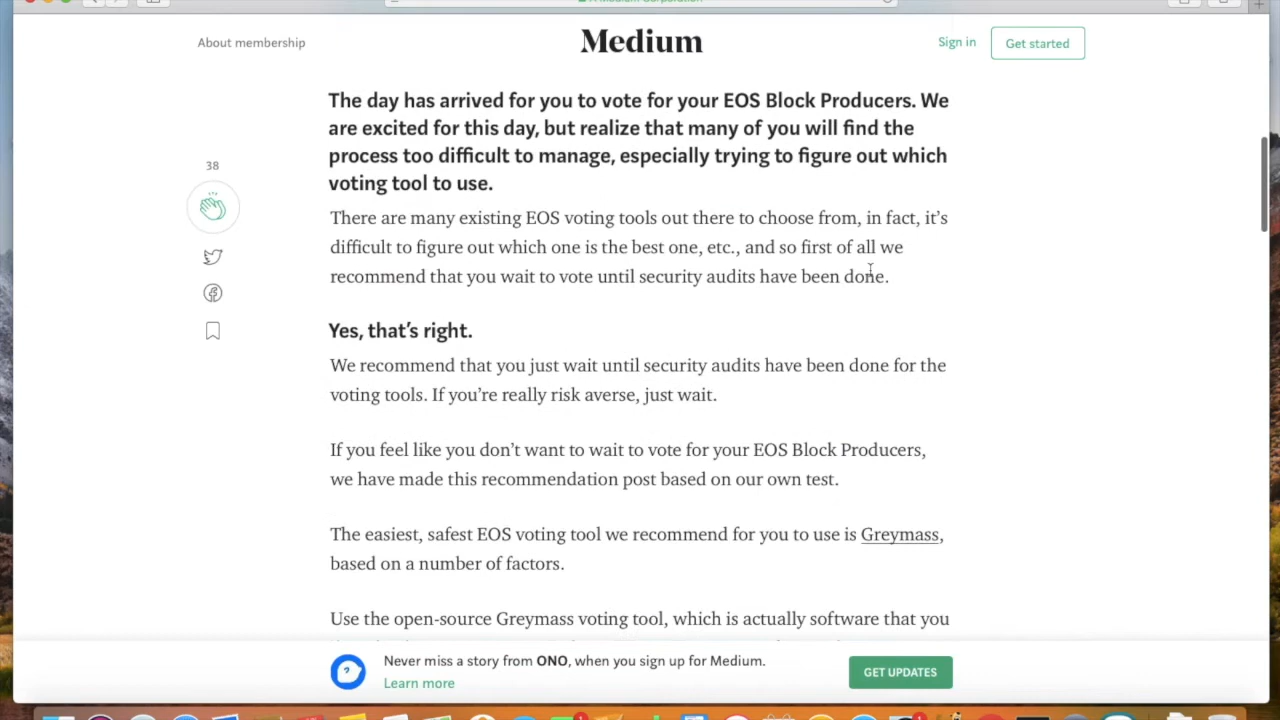 About membership
Medium
Sign in
Get started
The day has arrived for you to vote for your EOS Block Producers. We
are excited for this day, but realize that many of you will find the
process too difficult to manage, especially trying to figure out which
voting tool to use.
38
There are many existing EOS voting tools out there to choose from, in fact, it’s
difficult to figure out which one is the best one, etc., and so first of all we
recommend that you wait to vote until security audits have been done.
Yes, that’s right.
We recommend that you just wait until security audits have been done for the
voting tools. If you’re really risk averse, just wait.
If you feel like you don’t want to wait to vote for your EOS Block Producers,
we have made this recommendation post based on our own test.
The easiest, safest EOS voting tool we recommend for you to use is Greymass,
based on a number of factors.
Use the open-source Greymass voting tool, which is actually software that you
Never miss a story from ONO, when you sign up for Medium.
Learn more
GET UPDATES